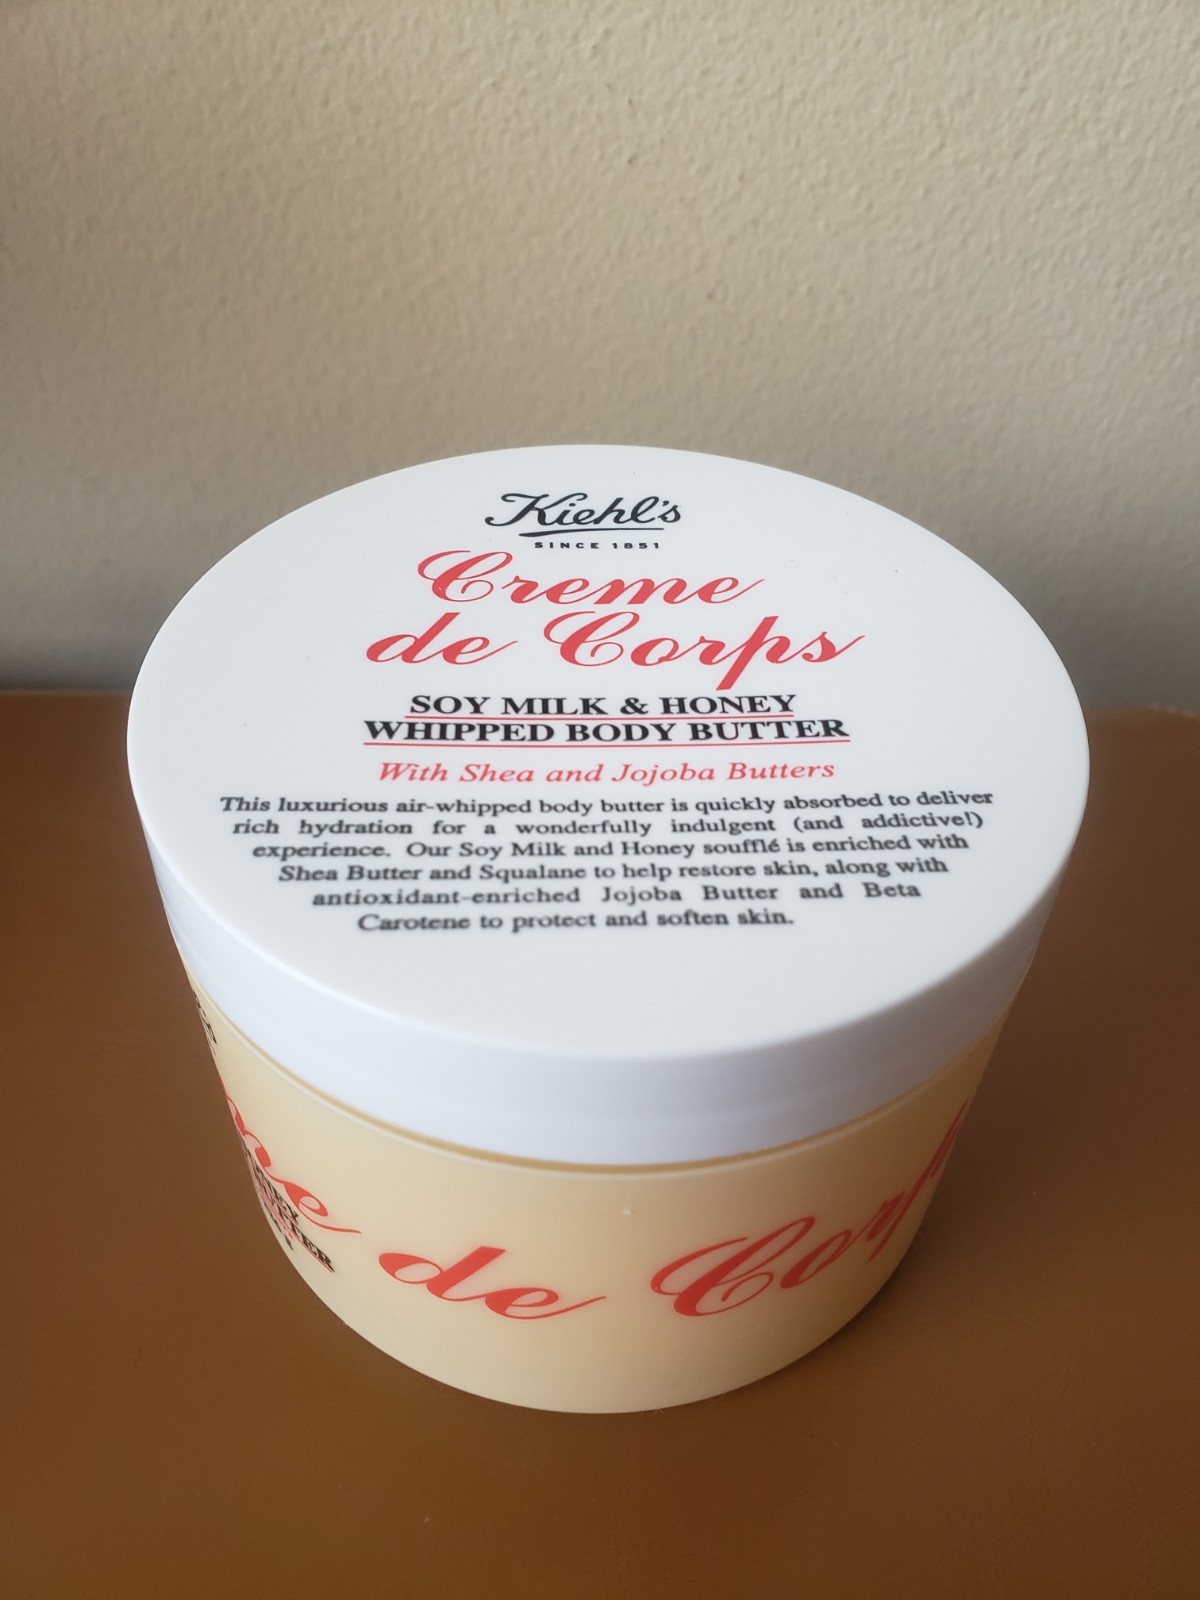 Kiehl's
SINCE 1851
Creme
de Corps
SOY MILK & HONEY
WHIPPED BODY BUTTER
With Shea and Jojoba Butters
This luxurious air-whipped body butter is quickly absorbed to deliver
rich hydration for a wonderfully indulgent (and addictive!)
experience. Our Soy Milk and Honey soufflé is enriched with
Shea Butter and Squalane to help restore skin, along with
antioxidant-enriched Jojoba Butter and Beta
Carotene to protect and soften skin.
de Corp